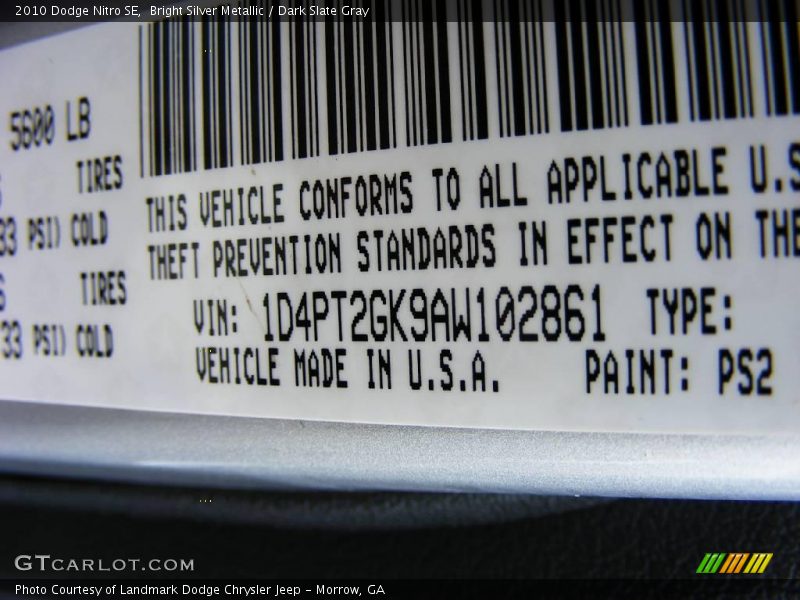 2010 Dodge Nitro SE, Bright Silver Metallic / Dark Slate Gray
5600 LB
TIRES
THIS VEHICLE CONFORMS TO ALL APPLICABLE U.S
33 PSI) COLD
THEFT PREVENTION STANDARDS IN EFFECT ON THE
TIRES
VIN: 1D4PT2GK9AW102861 TYPE:
33 PSI) COLD
VEHICLE MADE IN U.S.A. PAINT: PS2
GTCARLOT.COM
Photo Courtesy of Landmark Dodge Chrysler Jeep – Morrow, GA